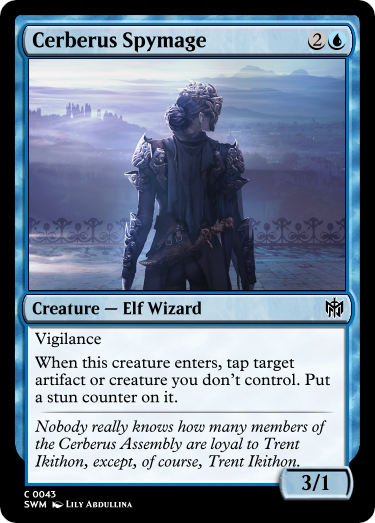 Cerberus Spymage 2
Creature — Elf Wizard
Vigilance
When this creature enters, tap target
artifact or creature you don't control. Put
a stun counter on it.
Nobody really knows how many members of
the Cerberus Assembly are loyal to Trent
Ikithon, except, of course, Trent Ikithon.
3/1
C 0043
SWM Lily Abdullina